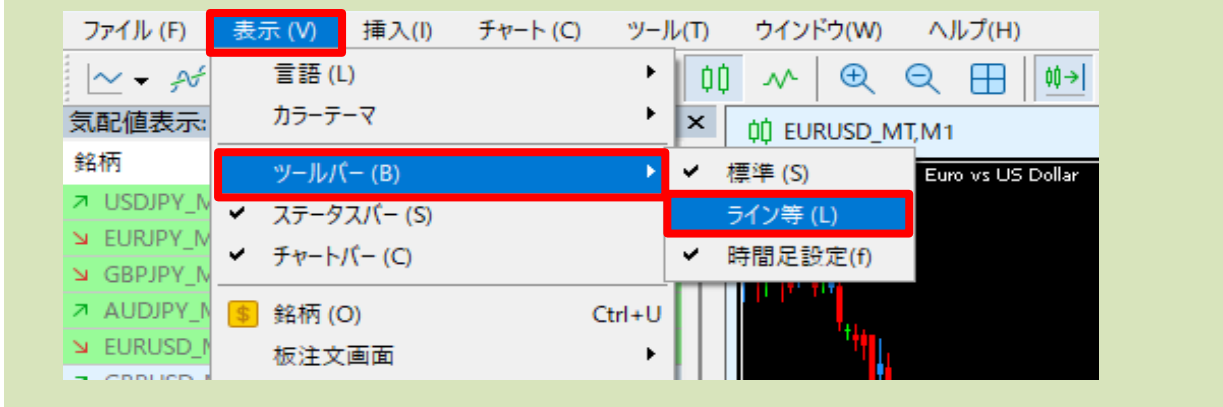 ファイル (F) 表示 (V) 挿入(I) チャート (C) ツール(T) ウインドウ(W) ヘルプ(H)
言語 (L)
カラーテーマ
気配値表示:
EURUSD_MT,M1
銘柄
ツールバー (B)
標準 (S)
Euro vs US Dollar
USDJPY_M
ステータスバー (S)
ライン等 (L)
EURJPY_M
チャートバー (C)
時間足設定(f)
GBPJPY_M
AUDJPY_M
銘柄 (O) Ctrl+U
EURUSD_M
板注文画面